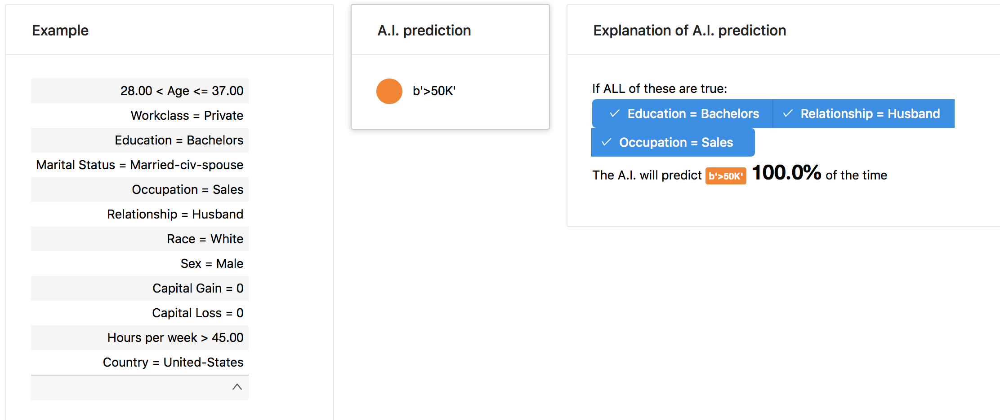 Example
28.00 < Age <= 37.00
Workclass = Private
Education = Bachelors
Marital Status = Married-civ-spouse
Occupation = Sales
Relationship = Husband
Race = White
Sex = Male
Capital Gain = 0
Capital Loss = 0
Hours per week > 45.00
Country = United-States
A.I. prediction
b'>50K'
Explanation of A.I. prediction
If ALL of these are true:
✓ Education = Bachelors ✓ Relationship = Husband
✓ Occupation = Sales
The A.I. will predict b'>50K' 100.0% of the time